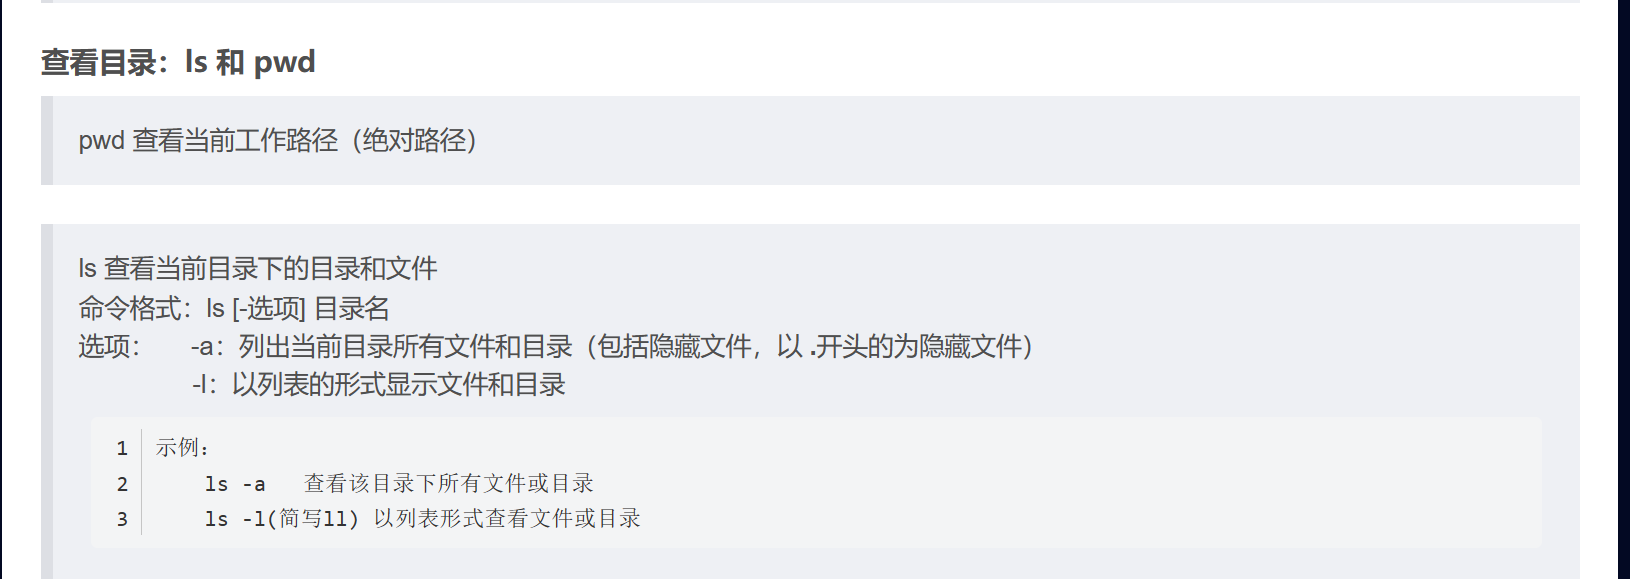 查看目录：ls 和 pwd
pwd 查看当前工作路径（绝对路径）
ls 查看当前目录下的目录和文件
命令格式：ls [-选项] 目录名
选项： -a：列出当前目录所有文件和目录（包括隐藏文件，以 .开头的为隐藏文件）
-l：以列表的形式显示文件和目录
1 示例：
2 ls -a 查看该目录下所有文件或目录
3 ls -l(简写ll) 以列表形式查看文件或目录